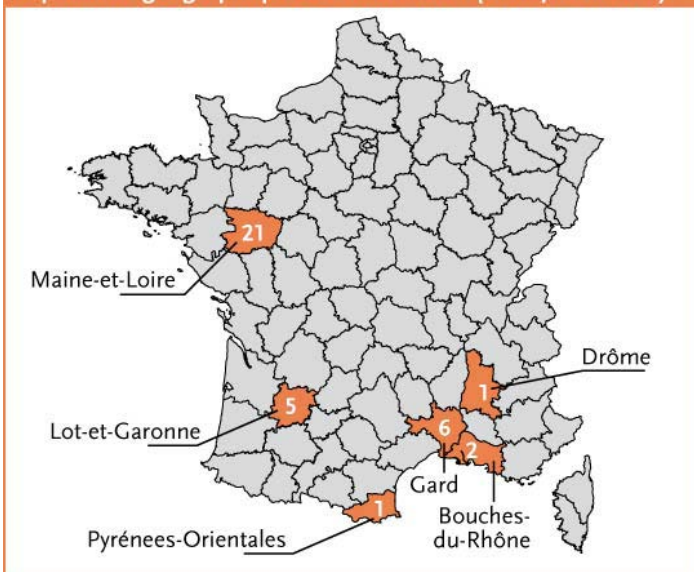 21
Maine-et-Loire
Drôme
1
5
6
Lot-et-Garonne
2
Gard
Bouches-
du-Rhône
1
Pyrénees-Orientales